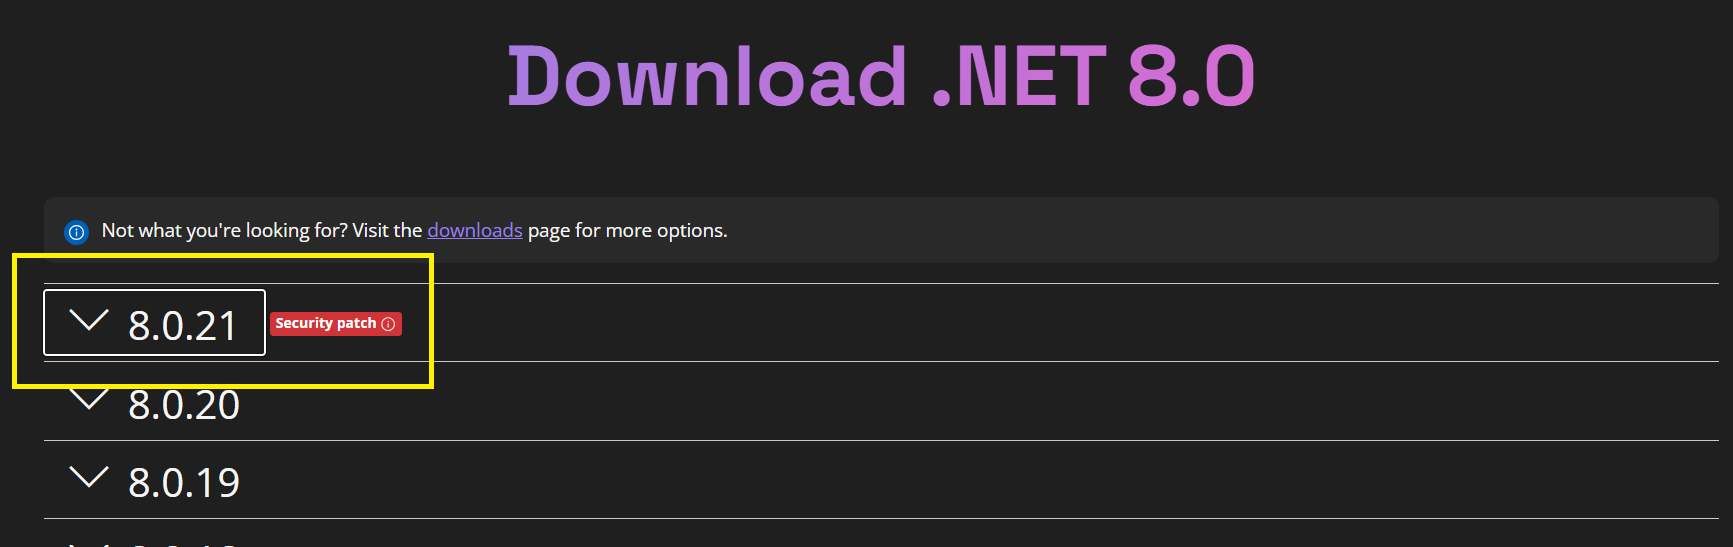 Download .NET 8.0
Not what you're looking for? Visit the downloads page for more options.
8.0.21 Security patch
8.0.20
8.0.19